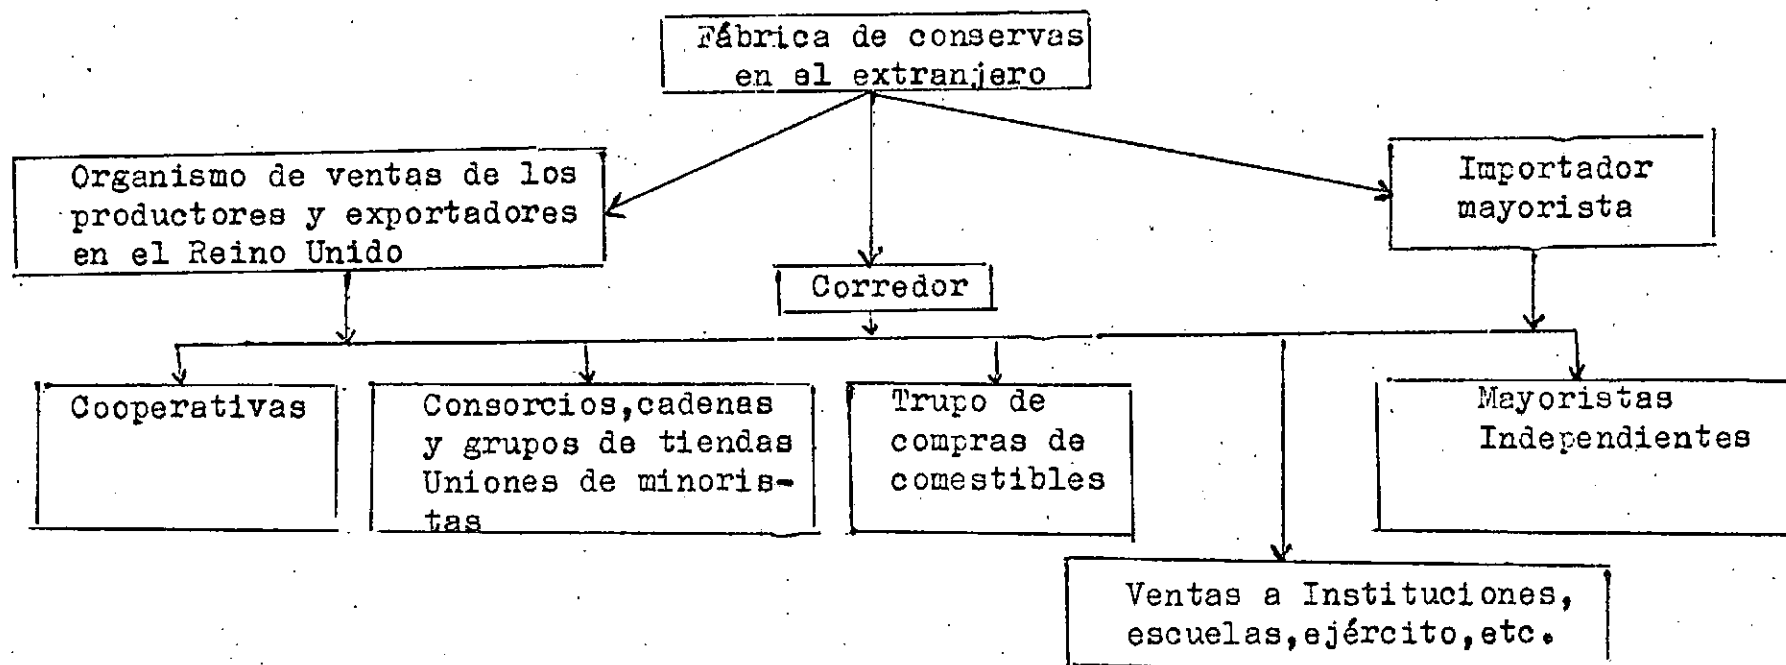 Fábrica de conservas
en el extranjero
Organismo de ventas de los
productores y exportadores
en el Reino Unido
Importador
mayorista
Corredor
Cooperativas
Consorcios,cadenas
y grupos de tiendas
Uniones de minoris-
tas
Trupo de
compras de
comestibles
Mayoristas
Independientes
Ventas a Instituciones,
escuelas,ejército,etc.